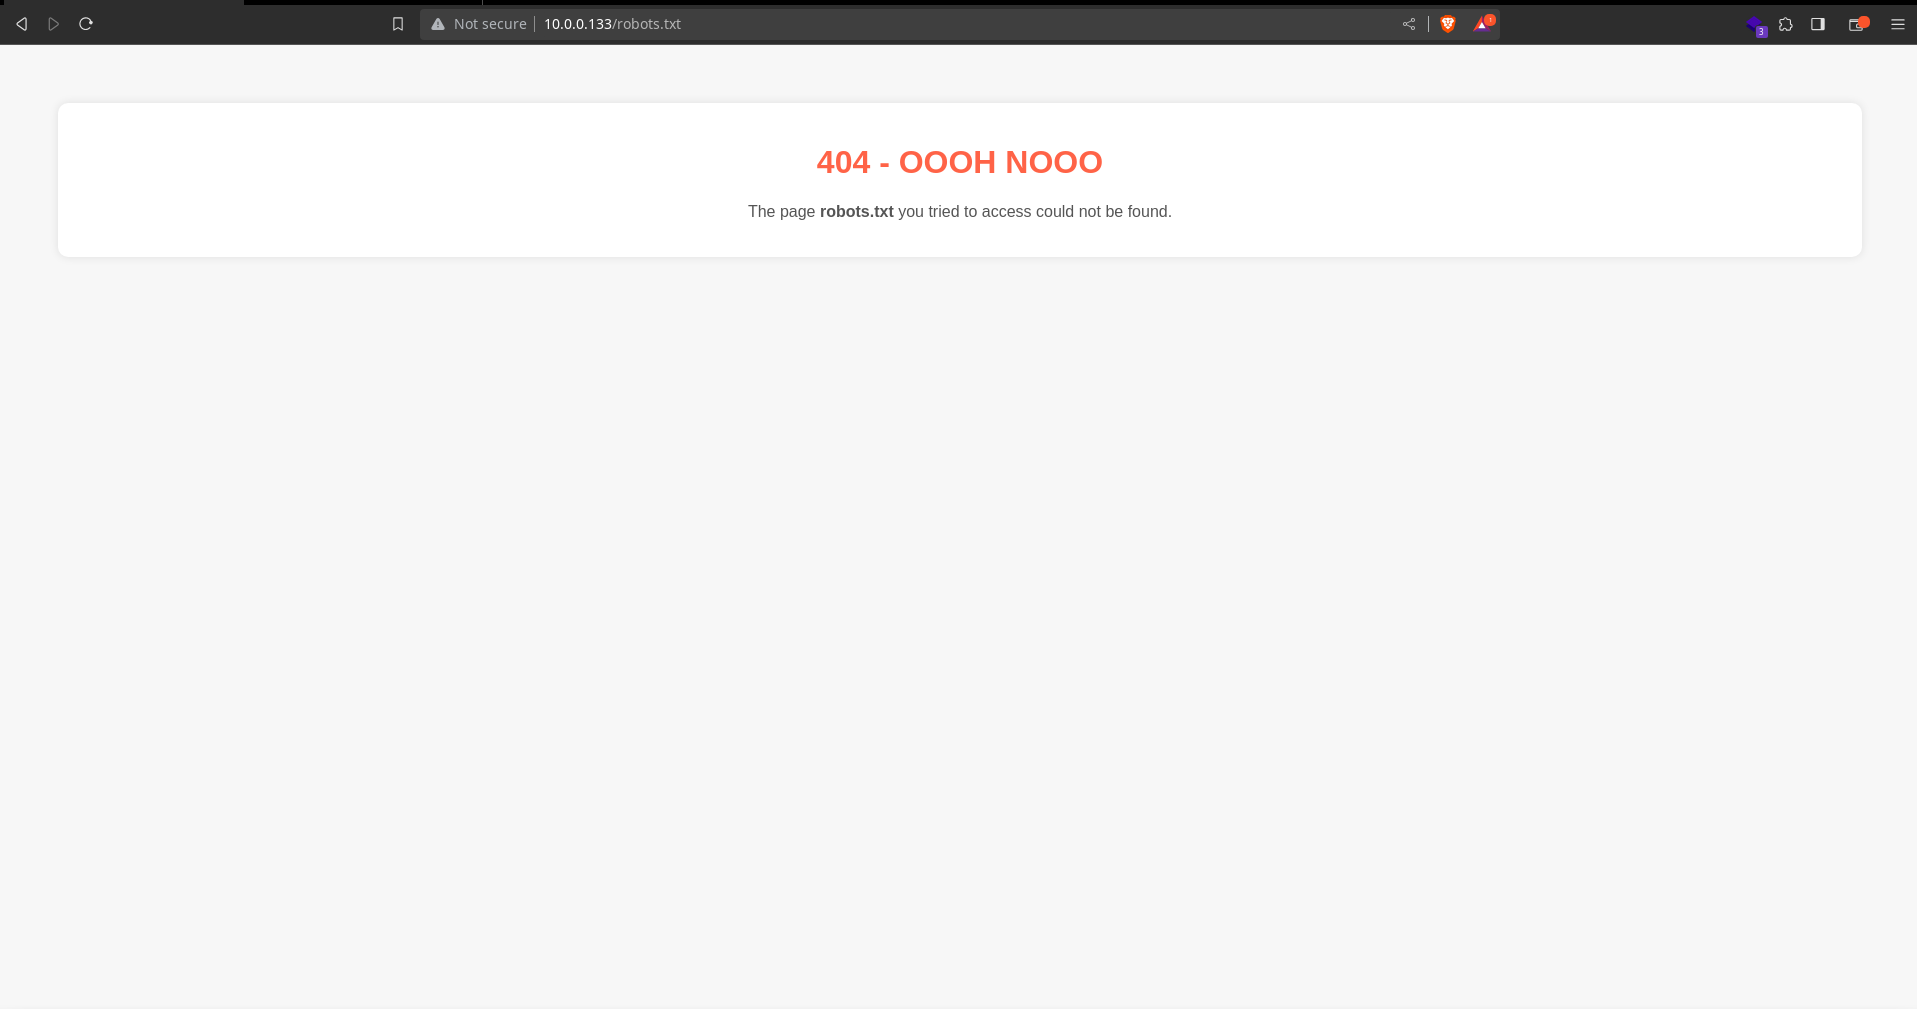 Not secure
10.0.0.133/robots.txt
3
404 - OOOH NOOO
The page robots.txt you tried to access could not be found.